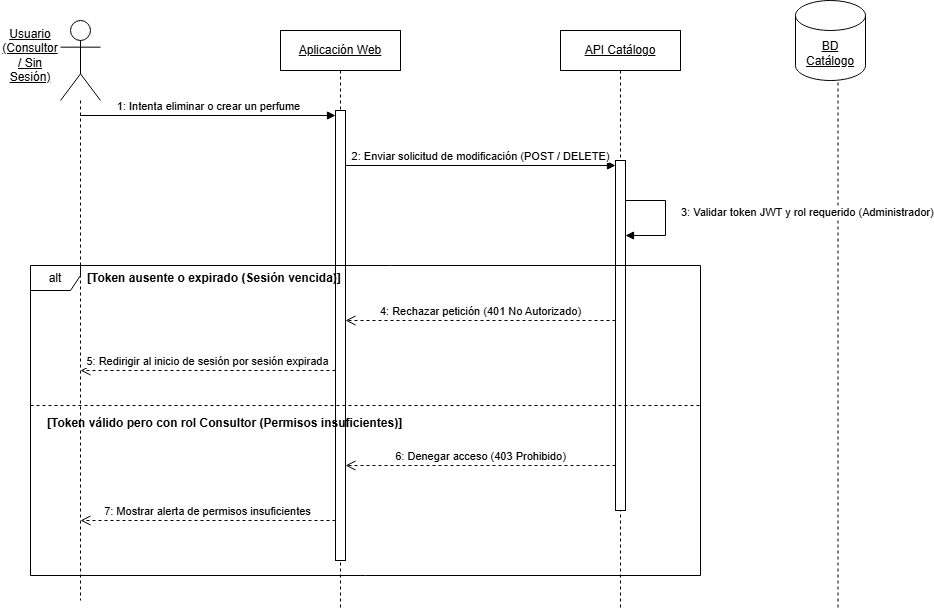 Usuario
(Consultor
/ Sin
Sesión)
Aplicación Web
API Catálogo
BD
Catálogo
1: Intenta eliminar o crear un perfume
2: Enviar solicitud de modificación (POST / DELETE)
3: Validar token JWT y rol requerido (Administrador)
alt
[Token ausente o expirado (Sesión vencida)]
4: Rechazar petición (401 No Autorizado)
5: Redirigir al inicio de sesión por sesión expirada
[Token válido pero con rol Consultor (Permisos insuficientes)]
6: Denegar acceso (403 Prohibido)
7: Mostrar alerta de permisos insuficientes